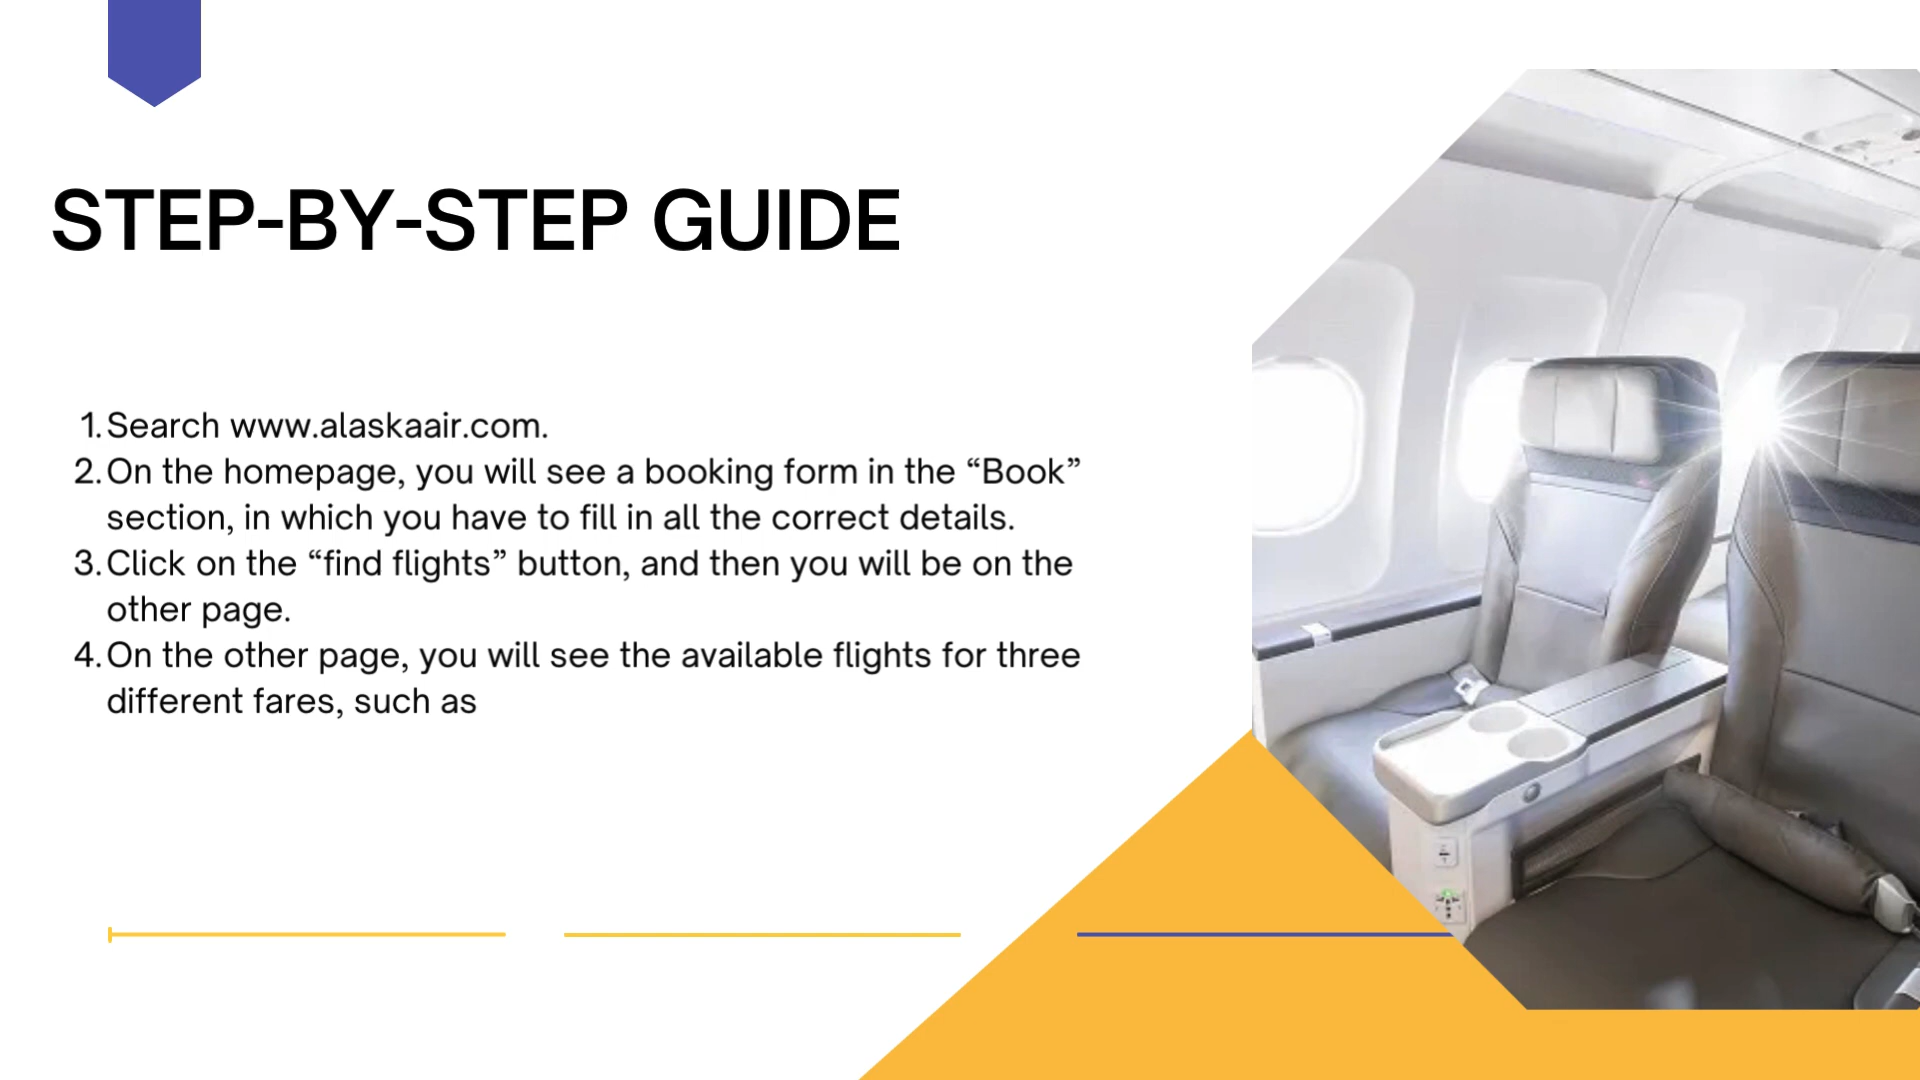 STEP-BY-STEP GUIDE
1. Search www.alaskaair.com.
2. On the homepage, you will see a booking form in the “Book”
section, in which you have to fill in all the correct details.
3. Click on the “find flights” button, and then you will be on the
other page.
4. On the other page, you will see the available flights for three
different fares, such as